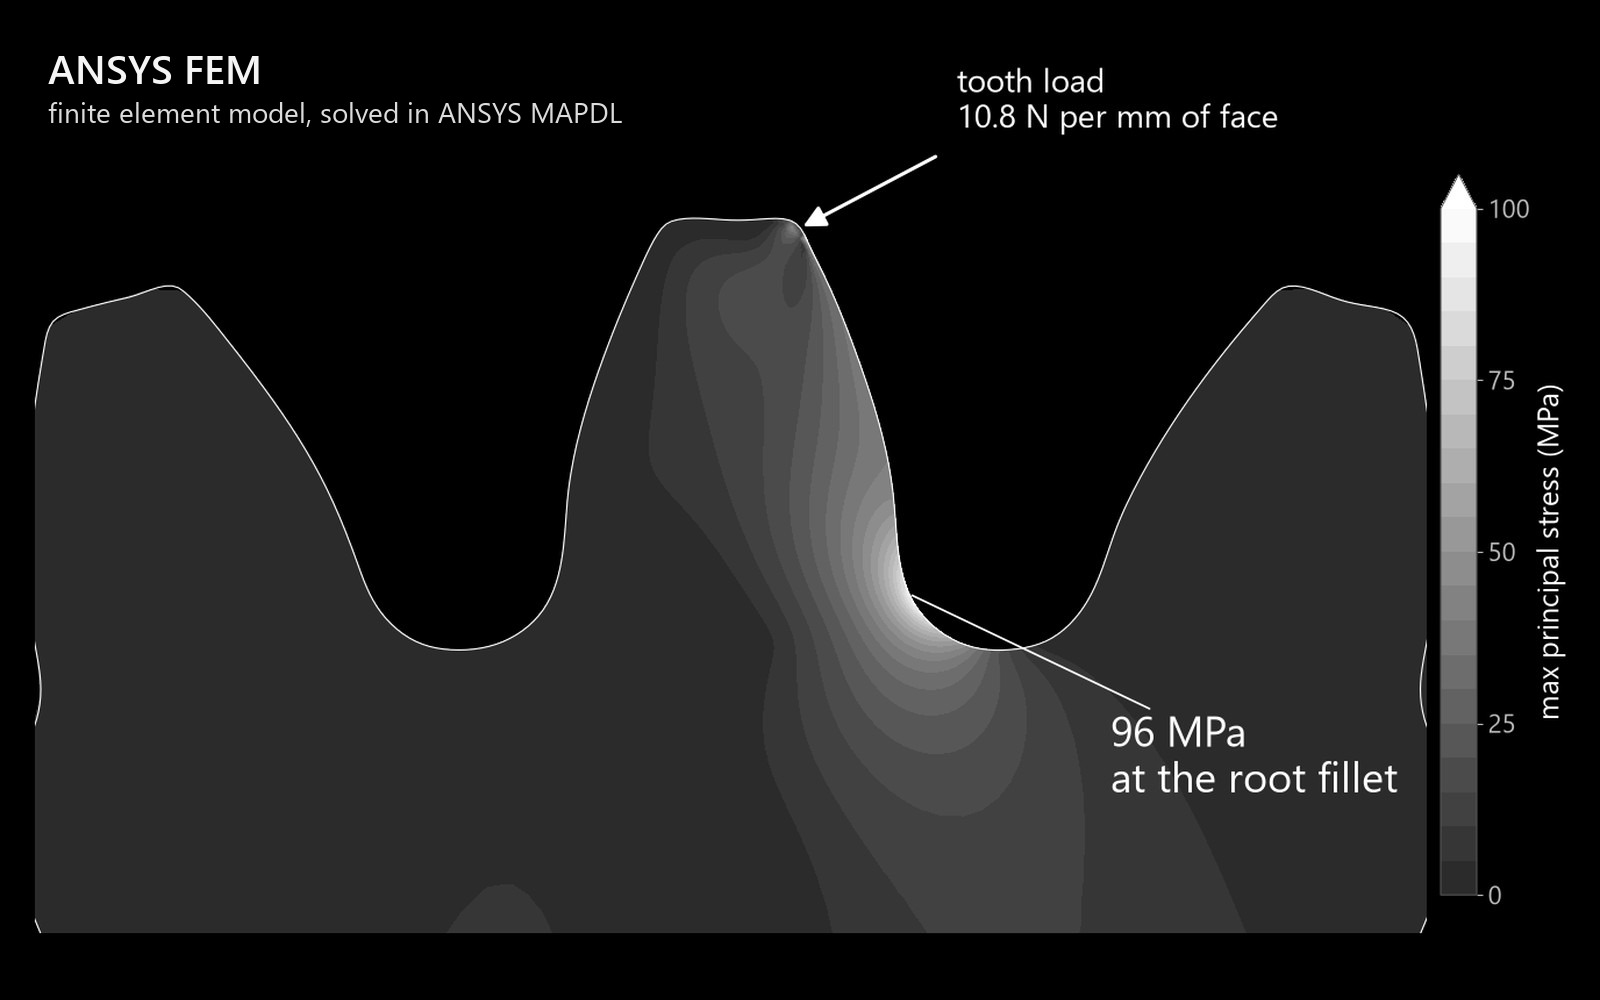 ANSYS FEM
finite element model, solved in ANSYS MAPDL
tooth load
10.8 N per mm of face
100
75
50
25
0
max principal stress (MPa)
96 MPa
at the root fillet